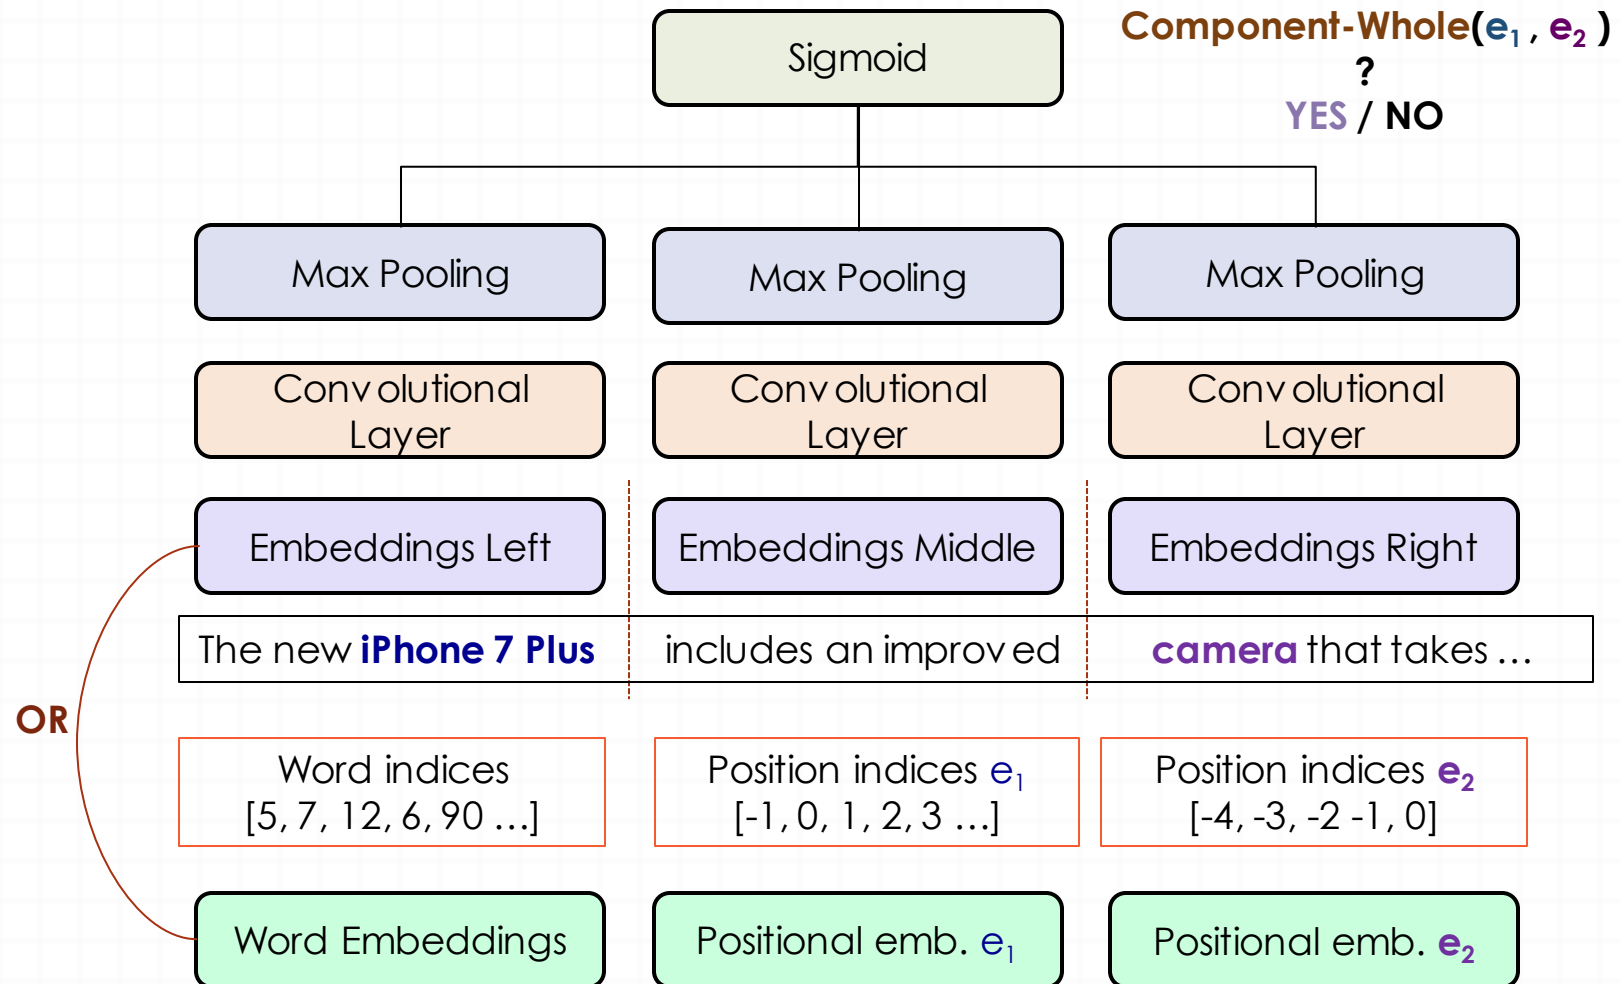 Sigmoid
Component-Whole(e1 , e2 )
?
YES / NO
Max Pooling
Max Pooling
Max Pooling
Convolutional
Layer
Convolutional
Layer
Convolutional
Layer
Embeddings Left
Embeddings Middle
Embeddings Right
The new iPhone 7 Plus includes an improved camera that takes …
OR
Word indices
[5, 7, 12, 6, 90 …]
Position indices e1
[-1, 0, 1, 2, 3 …]
Position indices e2
[-4, -3, -2 -1, 0]
Word Embeddings
Positional emb. e1
Positional emb. e2